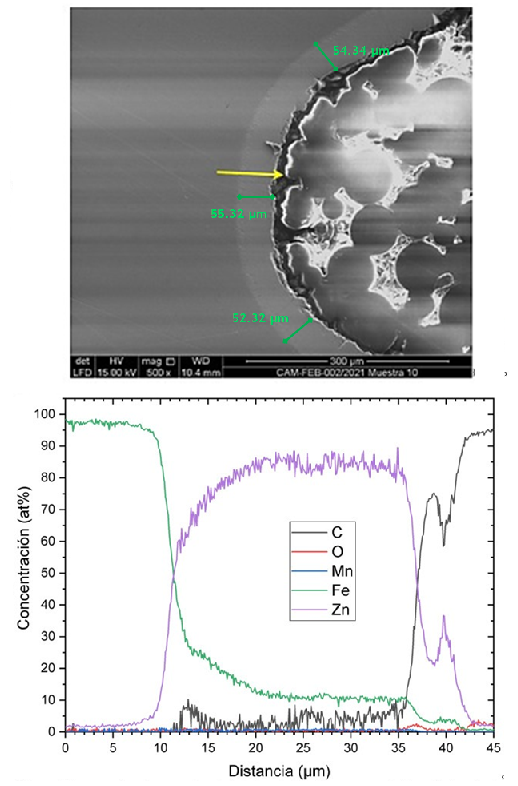 54.34 µm
55.32 µm
52.32 µm
det HV mag WD 300 µm
LFD 15.00 kV 500 x 10.4 mm CAM-FEB-002/2021 Muestra 10
100
90
80
70
60
50
40
30
20
10
0
Concentración (at%)
C
O
Mn
Fe
Zn
0 5 10 15 20 25 30 35 40 45
Distancia (µm)